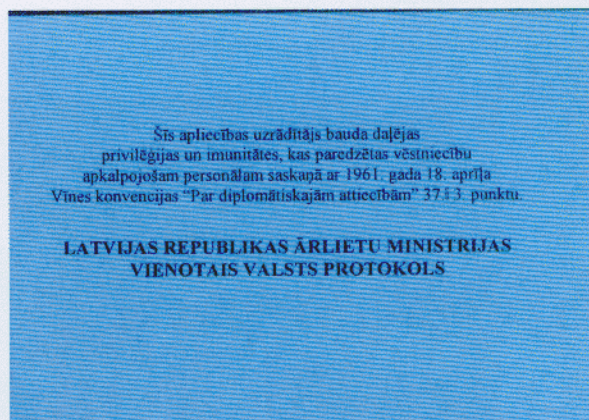 Šīs apliecības uzrādītājs bauda daļējas
privilēģijas un imunitātes, kas paredzētas vēstniecību
apkalpojošam personālam saskaņā ar 1961. gada 18. aprīļa
Vīnes konvencijas “Par diplomātiskajām attiecībām” 37.1.3. punktu.
LATVIJAS REPUBLIKAS ĀRLIETU MINISTRIJAS
VIENOTAIS VALSTS PROTOKOLS